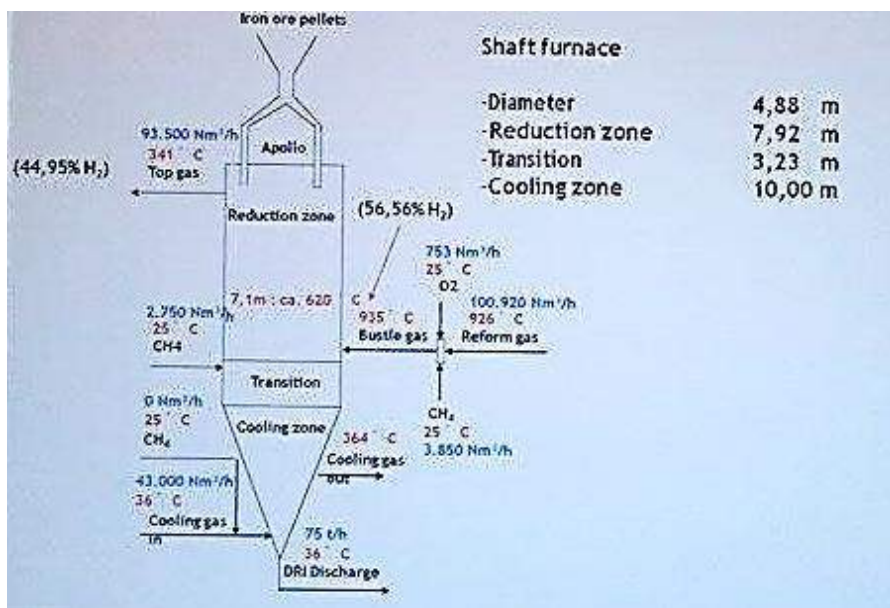 Iron ore pellets
Shaft furnace
-Diameter 4,88 m
-Reduction zone 7,92 m
-Transition 3,23 m
-Cooling zone 10,00 m
93.500 Nm³/h
341° C
Top gas
(44,95% H₂)
Apollo
Reduction zone
(56,56% H₂)
753 Nm³/h
25° C
O2
7,1m : ca. 620 C
935° C
Bustle gas
100.920 Nm³/h
926° C
Reform gas
2.750 Nm³/h
25° C
CH4
Transition
CH₄
25° C
3.850 Nm³/h
0 Nm³/h
25° C
CH₄
Cooling zone
364° C
Cooling gas
out
43.000 Nm³/h
36° C
Cooling gas
in
75 t/h
36° C
DRI Discharge